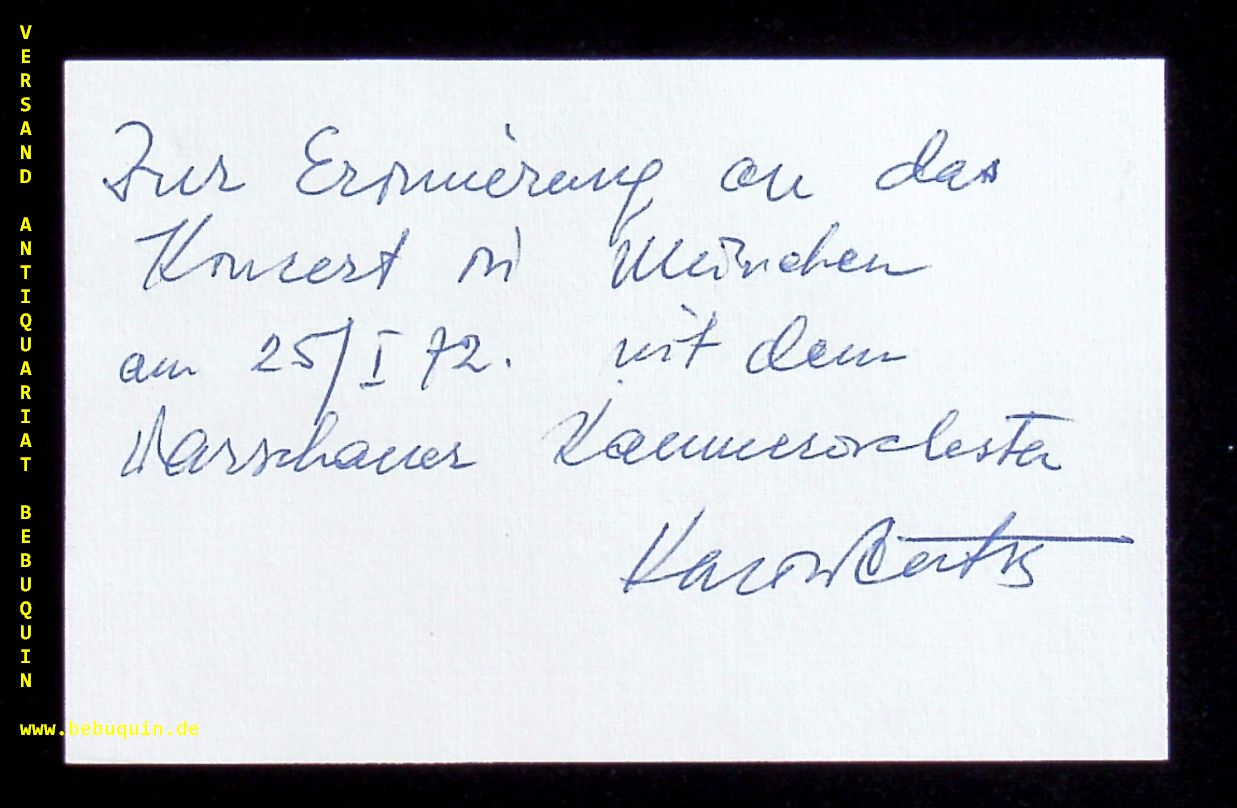 Zur Erinnerung an das
Konzert in München
am 25/I 72. mit dem
Warschauer Kammerorchester
Karol
VERSAND ANTIQUARIAT BEBUQUIN
www.bebuquin.de